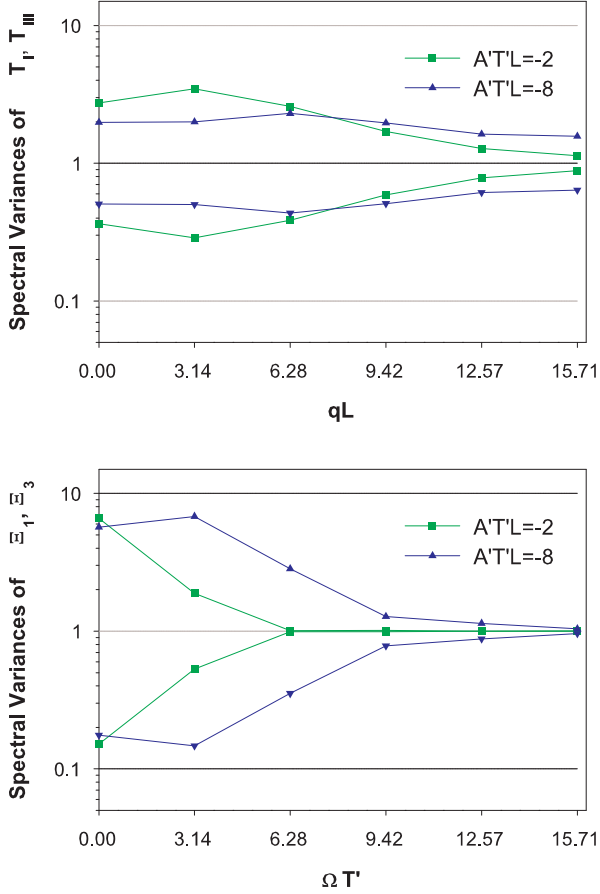 Spectral Variances of T_I, T_III
10
1
0.1
A'T'L=-2
A'T'L=-8
0.00 3.14 6.28 9.42 12.57 15.71
qL
Spectral Variances of Ξ_1, Ξ_3
10
1
0.1
A'T'L=-2
A'T'L=-8
0.00 3.14 6.28 9.42 12.57 15.71
Ω T'